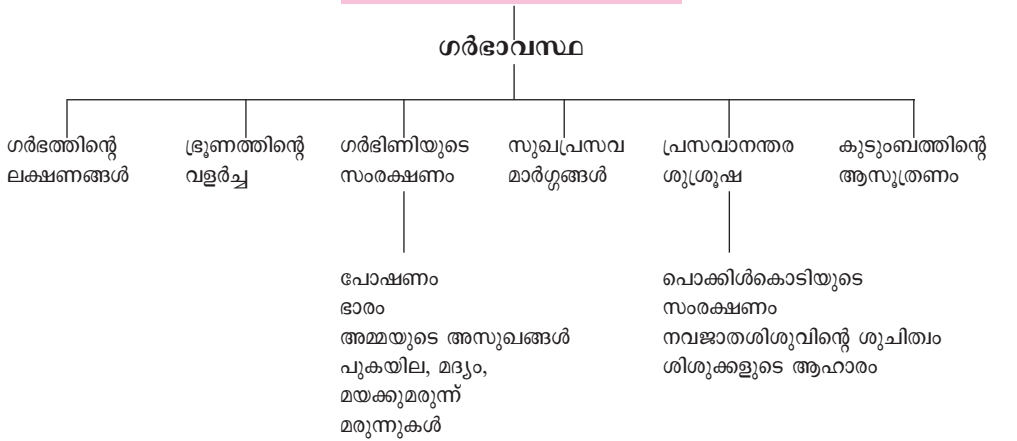 ഗർഭാവസ്ഥ
ഗർഭത്തിന്റെ
ലക്ഷണങ്ങൾ
ഭ്രൂണത്തിന്റെ
വളർച്ച
ഗർഭിണിയുടെ
സംരക്ഷണം
സുഖപ്രസവ
മാർഗ്ഗങ്ങൾ
പ്രസവാനന്തര
ശുശ്രൂഷ
കുടുംബത്തിന്റെ
ആസൂത്രണം
പോഷണം
ഭാരം
അമ്മയുടെ അസുഖങ്ങൾ
പുകയില, മദ്യം,
മയക്കുമരുന്ന്
മരുന്നുകൾ
പൊക്കിൾകൊടിയുടെ
സംരക്ഷണം
നവജാതശിശുവിന്റെ ശുചിത്വം
ശിശുക്കളുടെ ആഹാരം